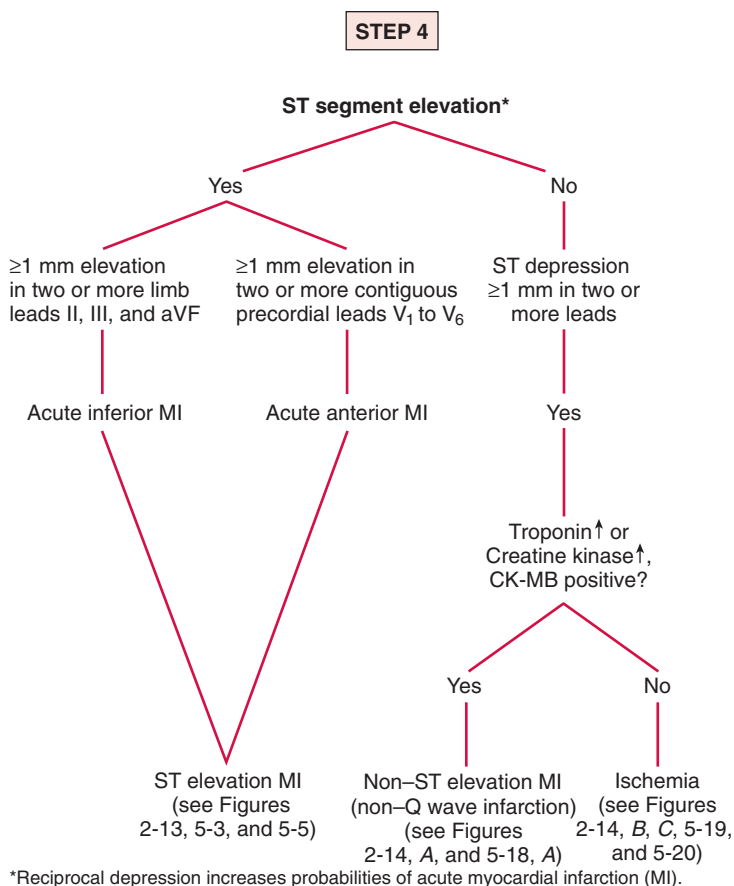 STEP 4
ST segment elevation*
Yes
No
≥1 mm elevation
in two or more limb
leads II, III, and aVF
≥1 mm elevation in
two or more contiguous
precordial leads V1 to V6
ST depression
≥1 mm in two or
more leads
Acute inferior MI
Acute anterior MI
Yes
Troponin↑ or
Creatine kinase↑,
CK-MB positive?
Yes
No
ST elevation MI
(see Figures
2-13, 5-3, and 5-5)
Non–ST elevation MI
(non–Q wave infarction)
(see Figures
2-14, A, and 5-18, A)
Ischemia
(see Figures
2-14, B, C, 5-19,
and 5-20)
*Reciprocal depression increases probabilities of acute myocardial infarction (MI).